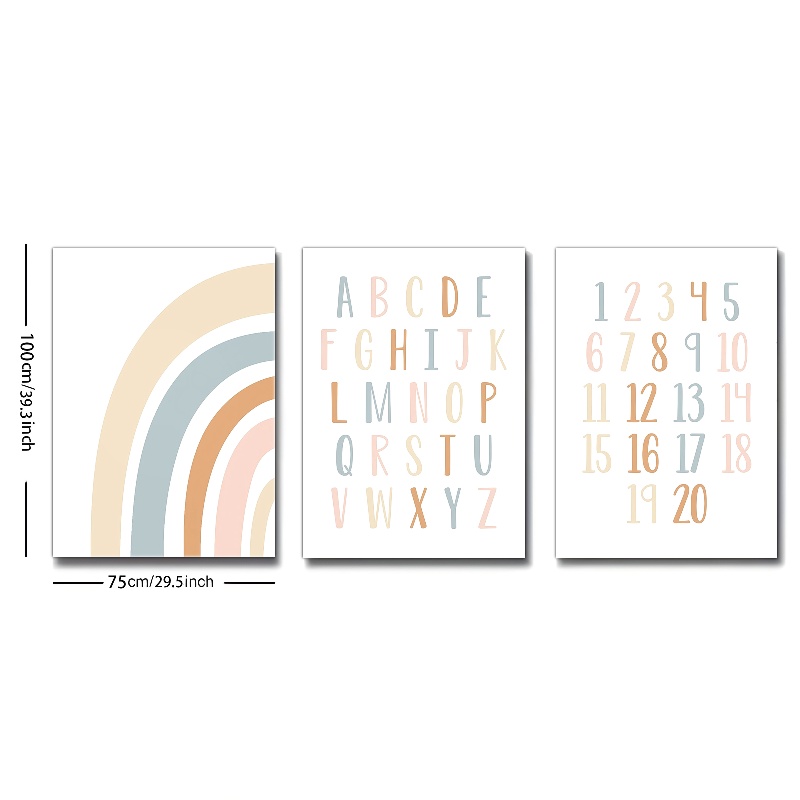 100cm/39.3inch
75cm/29.5inch
A B C D E
F G H I J K
L M N O P
Q R S T U
V W X Y Z
1 2 3 4 5
6 7 8 9 10
11 12 13 14
15 16 17 18
19 20